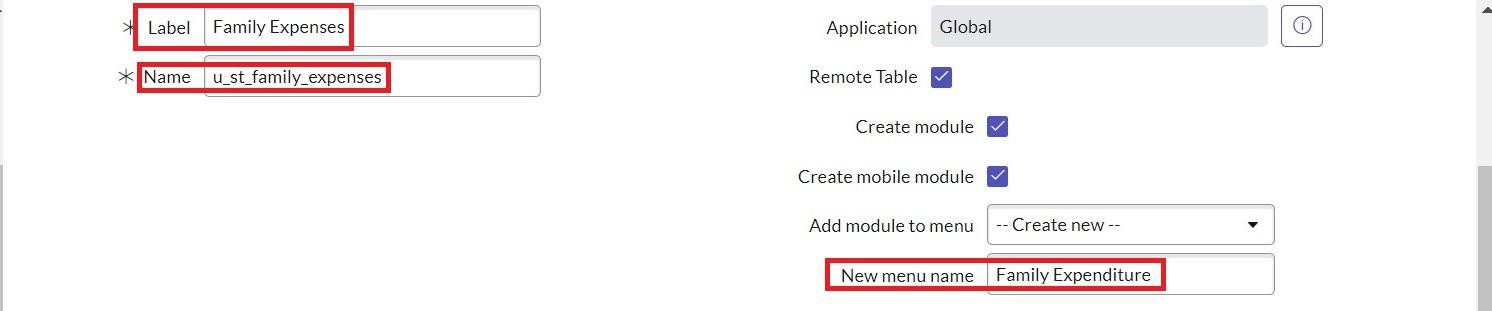 * Label Family Expenses
* Name u_st_family_expenses
Application Global
Remote Table
Create module
Create mobile module
Add module to menu -- Create new --
New menu name Family Expenditure